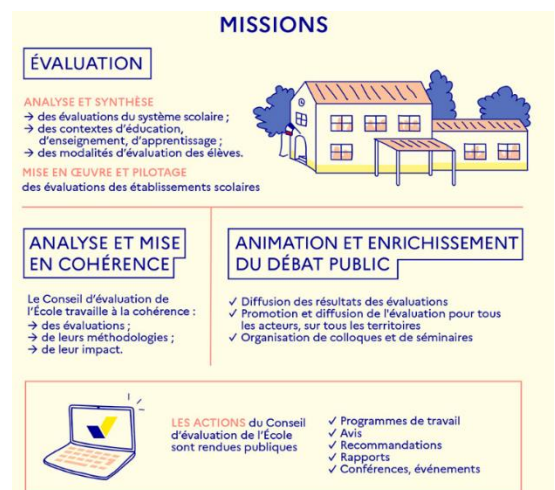 MISSIONS
ÉVALUATION
ANALYSE ET SYNTHÈSE
→ des évaluations du système scolaire ;
→ des contextes d'éducation,
d'enseignement, d'apprentissage ;
→ des modalités d'évaluation des élèves.
MISE EN ŒUVRE ET PILOTAGE
des évaluations des établissements scolaires
ANALYSE ET MISE
EN COHÉRENCE
Le Conseil d'évaluation de
l'École travaille à la cohérence :
→ des évaluations ;
→ de leurs méthodologies ;
→ de leur impact.
ANIMATION ET ENRICHISSEMENT
DU DÉBAT PUBLIC
✓ Diffusion des résultats des évaluations
✓ Promotion et diffusion de l'évaluation pour tous
les acteurs, sur tous les territoires
✓ Organisation de colloques et de séminaires
LES ACTIONS du Conseil
d'évaluation de l'École
sont rendues publiques
✓ Programmes de travail
✓ Avis
✓ Recommandations
✓ Rapports
✓ Conférences, événements